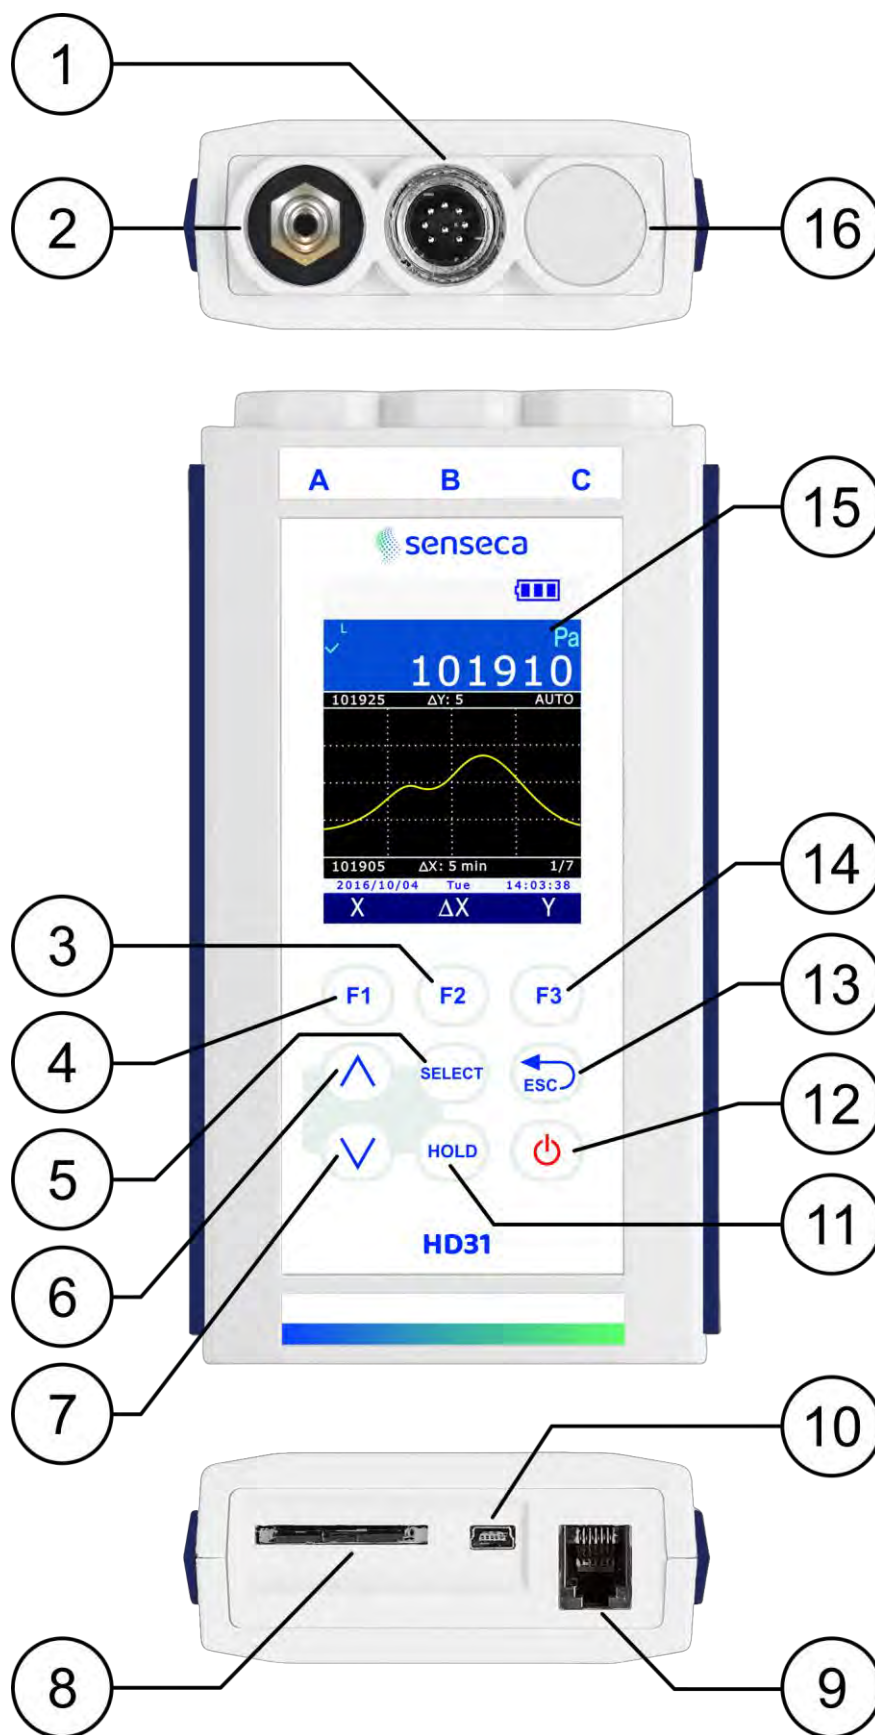 1
2
16
A B C
15
senseca
L
Pa
101910
101925 ΔY: 5 AUTO
101905 ΔX: 5 min 1/7
2016/10/04 Tue 14:03:38
X ΔX Y
14
3
F1 F2 F3
13
4
SELECT ESC
12
5
HOLD
11
HD31
6
7
10
8
9